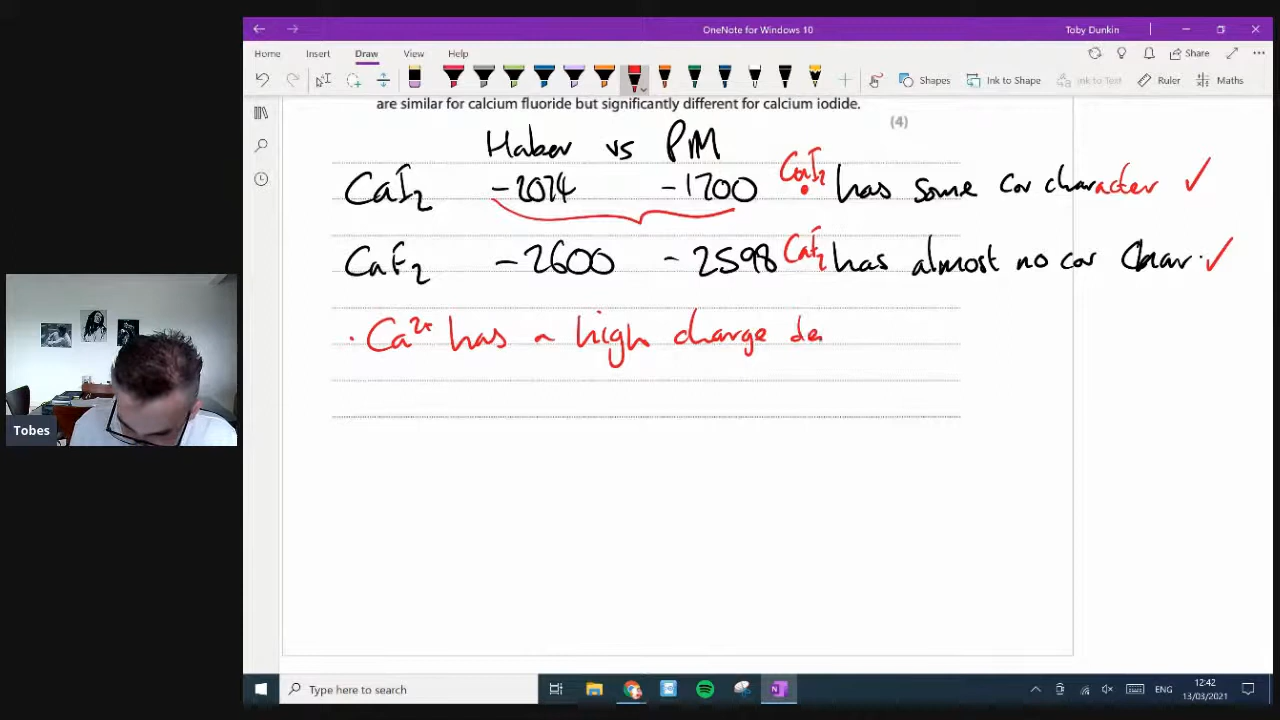 OneNote for Windows 10
Toby Dunkin
Home Insert Draw View Help
Share
Shapes Ink to Shape Ink to Text Ruler Maths
are similar for calcium fluoride but significantly different for calcium iodide.
(4)
Haber vs PM
CaI2 -2074 -1700 CaI2 has some cov character ✓
CaF2 -2600 -2598 CaF2 has almost no cov char. ✓
· Ca2+ has a high charge de
Tobes
Type here to search
ENG
12:42
13/03/2021